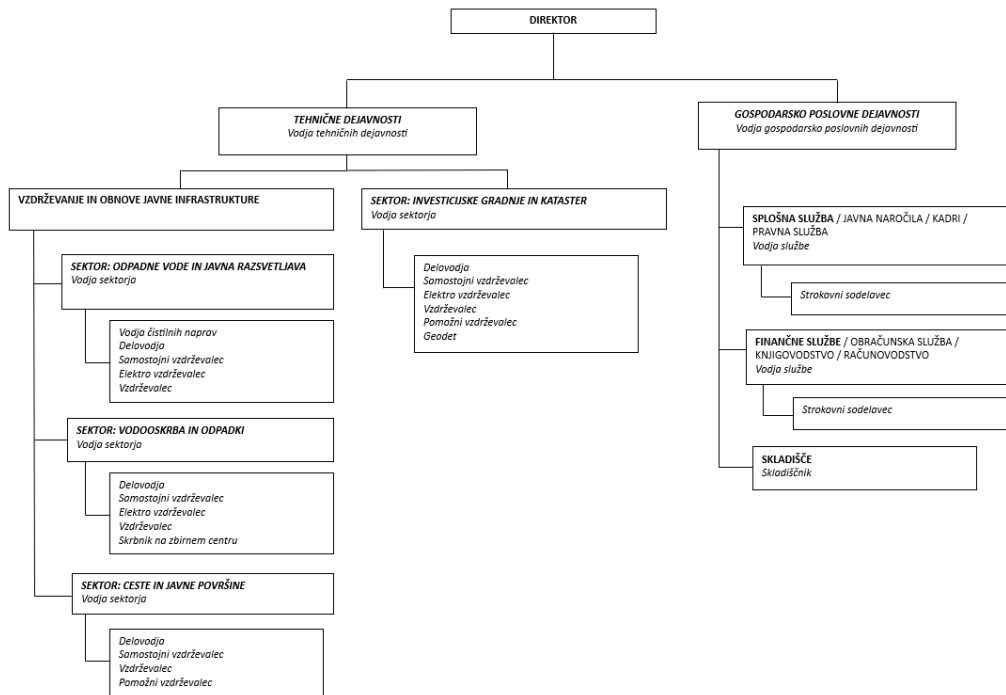 DIREKTOR
TEHNIČNE DEJAVNOSTI
Vodja tehničnih dejavnosti
GOSPODARSKO POSLOVNE DEJAVNOSTI
Vodja gospodarsko poslovnih dejavnosti
VZDRŽEVANJE IN OBNOVE JAVNE INFRASTRUKTURE
SEKTOR: ODPADNE VODE IN JAVNA RAZSVETLJAVA
Vodja sektorja
Vodja čistilnih naprav
Delovodja
Samostojni vzdrževalec
Elektro vzdrževalec
Vzdrževalec
SEKTOR: VODOOSKRBA IN ODPADKI
Vodja sektorja
Delovodja
Samostojni vzdrževalec
Elektro vzdrževalec
Vzdrževalec
Skrbnik na zbirnem centru
SEKTOR: CESTE IN JAVNE POVRŠINE
Vodja sektorja
Delovodja
Samostojni vzdrževalec
Vzdrževalec
Pomožni vzdrževalec
SEKTOR: INVESTICIJSKE GRADNJE IN KATASTER
Vodja sektorja
Delovodja
Samostojni vzdrževalec
Elektro vzdrževalec
Vzdrževalec
Pomožni vzdrževalec
Geodet
SPLOŠNA SLUŽBA / JAVNA NAROČILA / KADRI /
PRAVNA SLUŽBA
Vodja službe
Strokovni sodelavec
FINANČNE SLUŽBE / OBRAČUNSKA SLUŽBA /
KNJIGOVODSTVO / RAČUNOVODSTVO
Vodja službe
Strokovni sodelavec
SKLADIŠČE
Skladiščnik